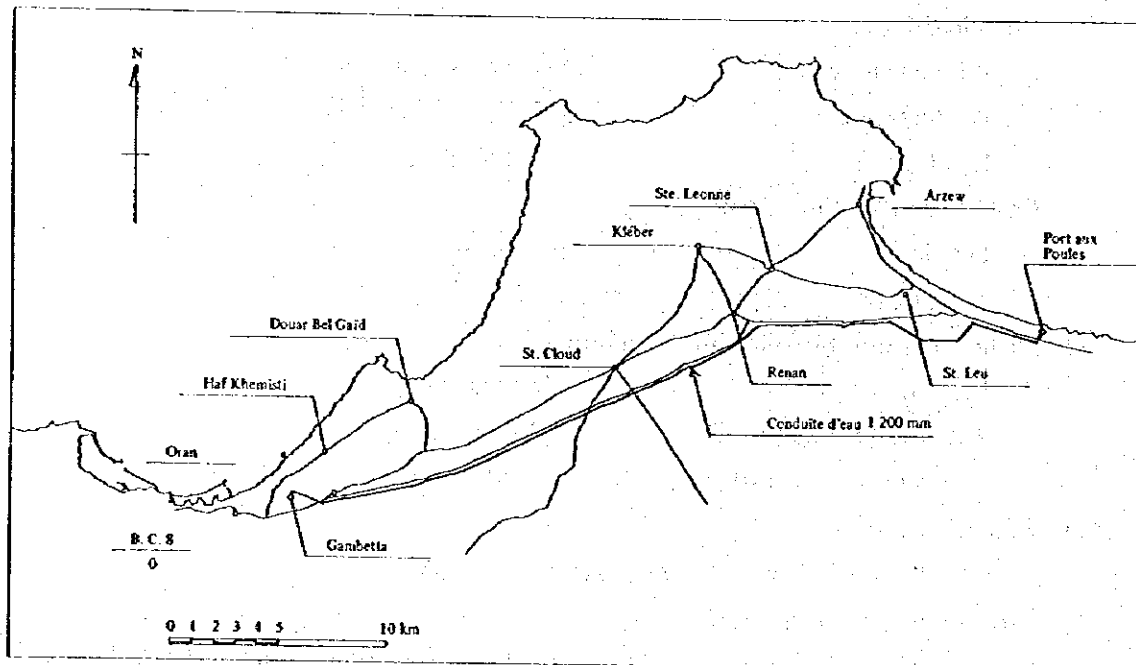 N
Ste. Leonne
Arzew
Kléber
Port aux
Poules
Douar Bel Gaïd
St. Cloud
Haf Khemisti
Renan
St. Leu
Conduite d'eau 1 200 mm
Oran
B. C. 8
0
Gambetta
0 1 2 3 4 5 10 km